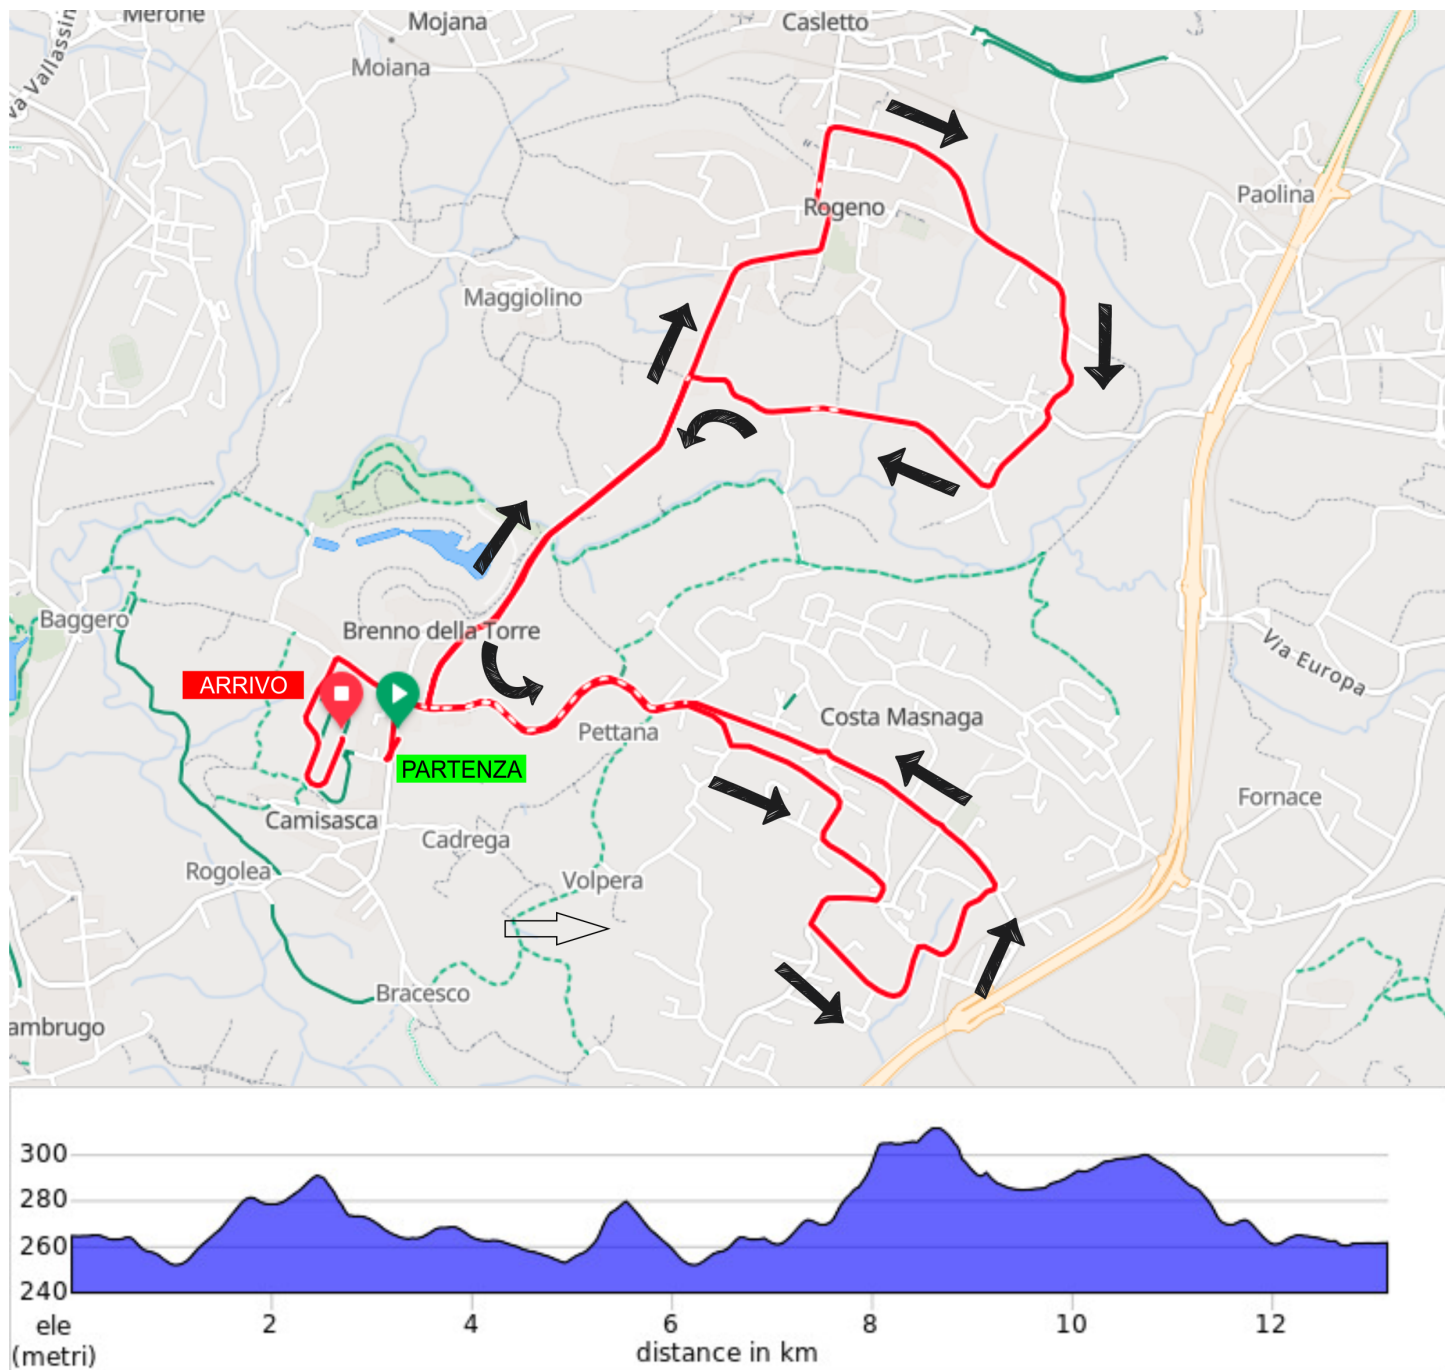 Merone
Mojana
Casletto
va Vallassin
Moiana
Paolina
Rogeno
Maggiolino
Baggero
Brenno della Torre
Via Europa
ARRIVO
Costa Masnaga
Pettana
PARTENZA
Fornace
Camisasca
Cadrega
Rogolea
Volpera
Bracesco
ambrugo
300
280
260
240
2 4 6 8 10 12
ele
(metri)
distance in km